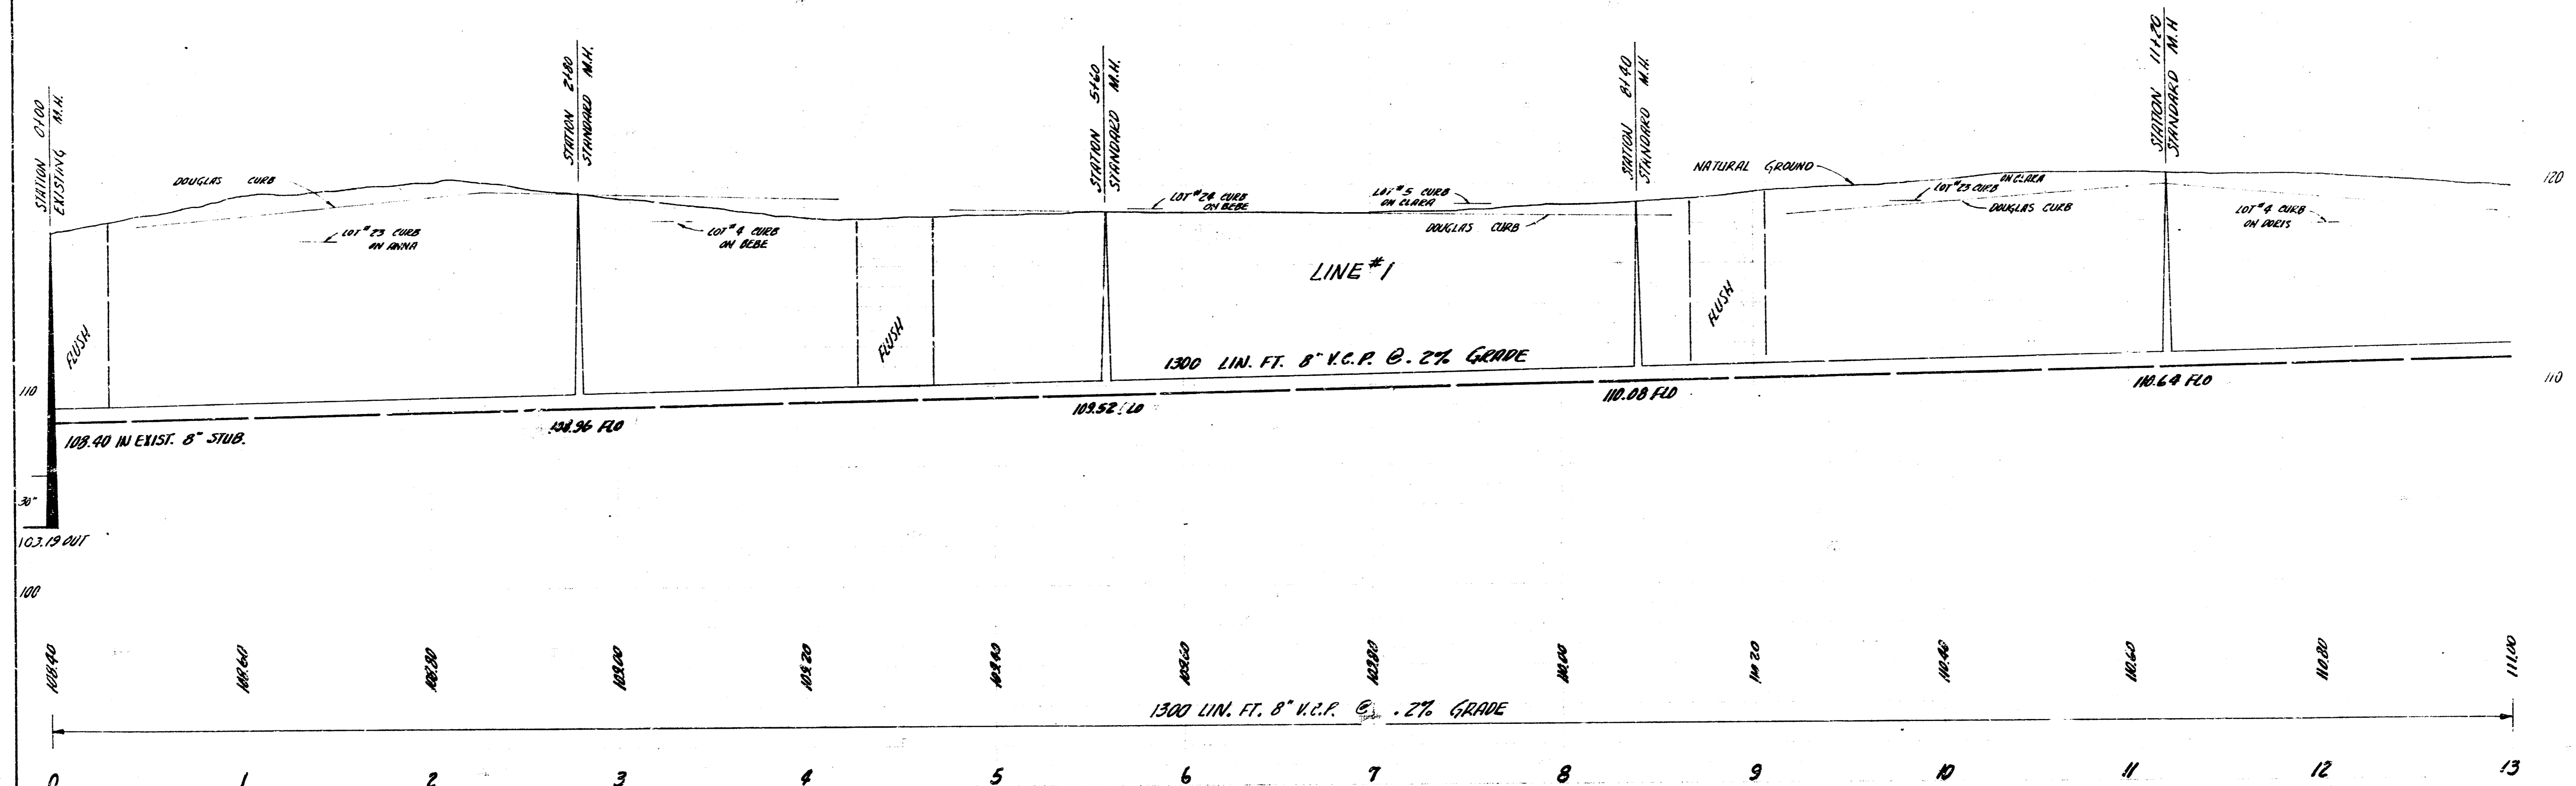 STATION 0+00
EXISTING M.H.
STATION 2+80
STANDARD M.H.
STATION 5+60
STANDARD M.H.
STATION 8+40
STANDARD M.H.
STATION 11+20
STANDARD M.H
DOUGLAS CURB
LOT #23 CURB
ON ANNA
LOT #4 CURB
ON BEBE
LOT #24 CURB
ON BEBE
LOT #5 CURB
ON CLARA
DOUGLAS CURB
NATURAL GROUND
LOT #23 CURB
ON CLARA
DOUGLAS CURB
LOT #4 CURB
ON DORIS
120
FLUSH
FLUSH
LINE #1
FLUSH
1300 LIN. FT. 8" V.C.P. @ .2% GRADE
110
110
108.40 IN EXIST. 8" STUB.
108.96 FLO
109.52 FLO
110.08 FLO
110.64 FLO
30"
103.19 OUT
100
108.40
108.60
108.80
109.00
109.20
109.40
109.60
109.80
110.00
110.20
110.40
110.60
110.80
111.00
1300 LIN. FT. 8" V.C.P. @ .2% GRADE
0 1 2 3 4 5 6 7 8 9 10 11 12 13